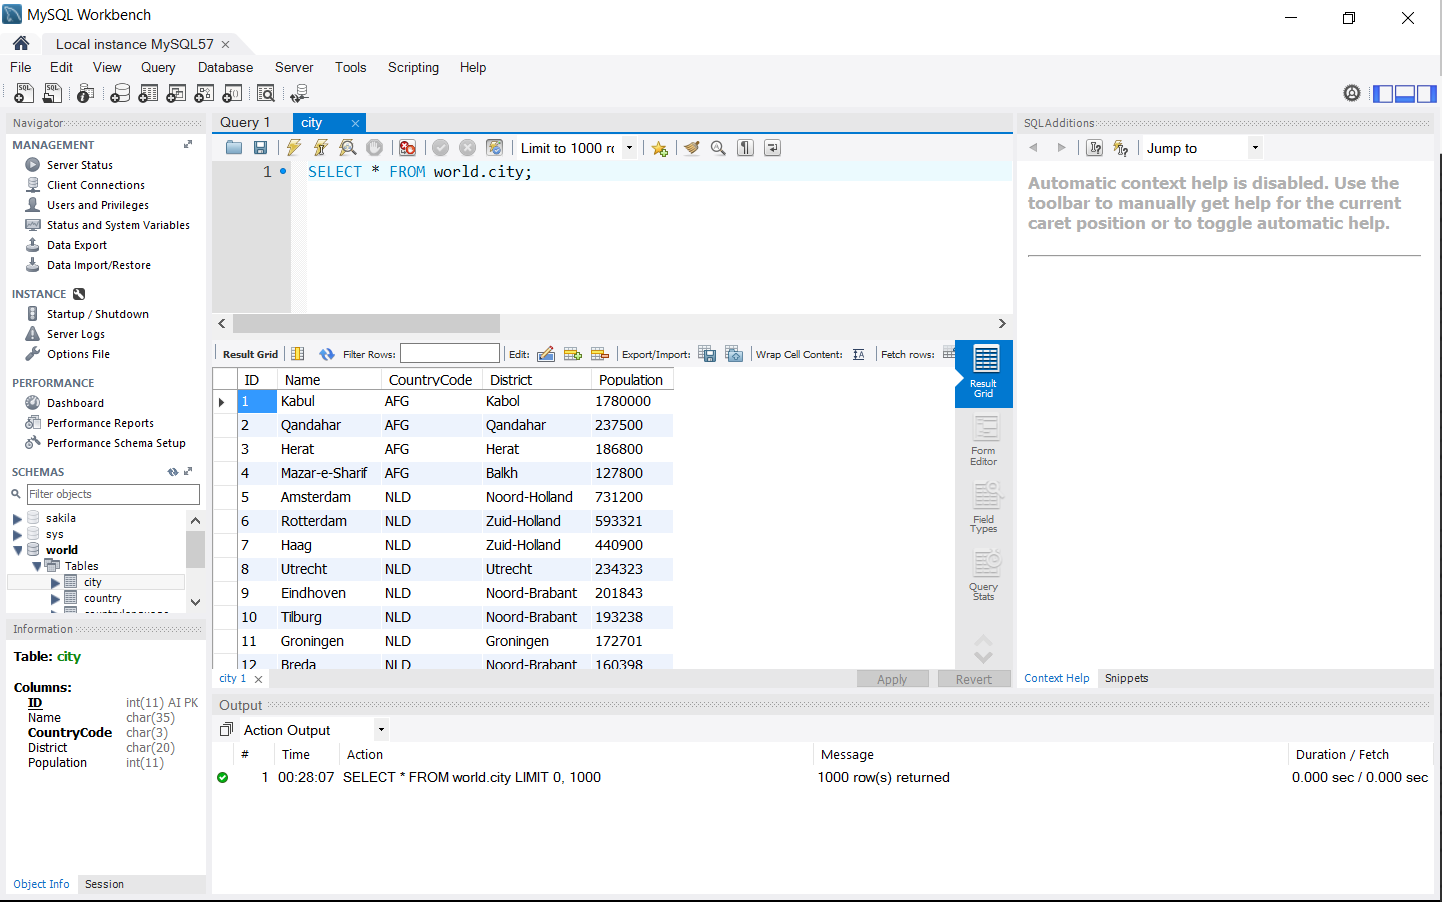 MySQL Workbench
Local instance MySQL57
File Edit View Query Database Server Tools Scripting Help
Navigator
MANAGEMENT
Server Status
Client Connections
Users and Privileges
Status and System Variables
Data Export
Data Import/Restore
INSTANCE
Startup / Shutdown
Server Logs
Options File
PERFORMANCE
Dashboard
Performance Reports
Performance Schema Setup
SCHEMAS
Filter objects
sakila
sys
world
Tables
city
country
countrylanguage
Information
Table: city
Columns:
ID int(11) AI PK
Name char(35)
CountryCode char(3)
District char(20)
Population int(11)
Object Info Session
Query 1 city
Limit to 1000 rc
1 SELECT * FROM world.city;
Result Grid Filter Rows: Edit: Export/Import: Wrap Cell Content: Fetch rows:
ID Name CountryCode District Population
1 Kabul AFG Kabol 1780000
2 Qandahar AFG Qandahar 237500
3 Herat AFG Herat 186800
4 Mazar-e-Sharif AFG Balkh 127800
5 Amsterdam NLD Noord-Holland 731200
6 Rotterdam NLD Zuid-Holland 593321
7 Haag NLD Zuid-Holland 440900
8 Utrecht NLD Utrecht 234323
9 Eindhoven NLD Noord-Brabant 201843
10 Tilburg NLD Noord-Brabant 193238
11 Groningen NLD Groningen 172701
12 Breda NLD Noord-Brabant 160398
Result
Grid
Form
Editor
Field
Types
Query
Stats
city 1 Apply Revert
SQLAdditions
Jump to
Automatic context help is disabled. Use the
toolbar to manually get help for the current
caret position or to toggle automatic help.
Context Help Snippets
Output
Action Output
# Time Action Message Duration / Fetch
1 00:28:07 SELECT * FROM world.city LIMIT 0, 1000 1000 row(s) returned 0.000 sec / 0.000 sec